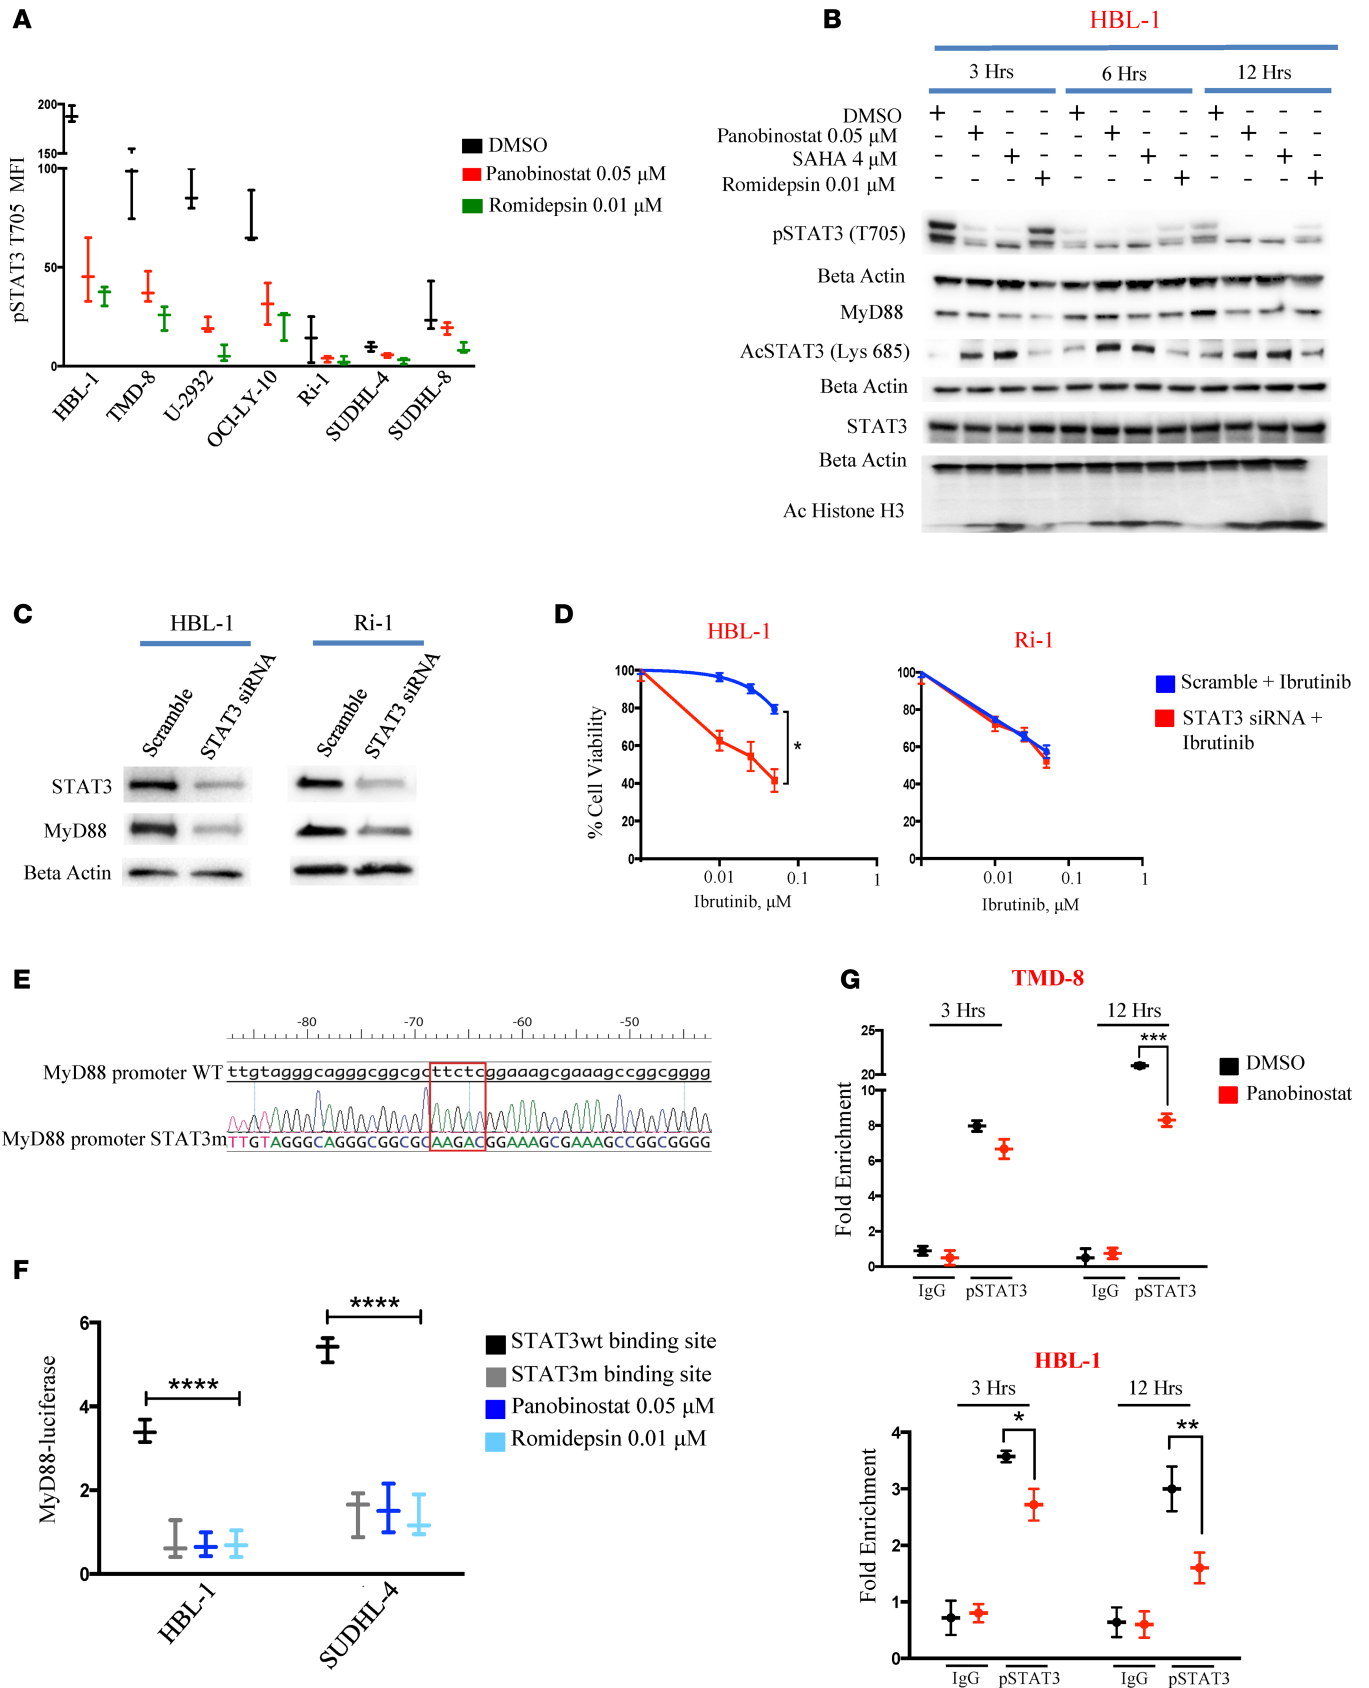 A
200
150
100
50
0
pSTAT3 T705 MFI
DMSO
Panobinostat 0.05 μM
Romidepsin 0.01 μM
HBL-1
TMD-8
U-2932
OCI-LY-10
Ri-1
SUDHL-4
SUDHL-8
B
HBL-1
3 Hrs 6 Hrs 12 Hrs
DMSO + - - - + - - - + - - -
Panobinostat 0.05 μM - + - - - + - - - + - -
SAHA 4 μM - - + - - - + - - - + -
Romidepsin 0.01 μM - - - + - - - + - - - +
pSTAT3 (T705)
Beta Actin
MyD88
AcSTAT3 (Lys 685)
Beta Actin
STAT3
Beta Actin
Ac Histone H3
C
HBL-1 Ri-1
Scramble
STAT3 siRNA
Scramble
STAT3 siRNA
STAT3
MyD88
Beta Actin
D
HBL-1
% Cell Viability
100
80
60
40
20
0
*
0.01 0.1 1
Ibrutinib, μM
Ri-1
100
80
60
40
20
0
0.01 0.1 1
Ibrutinib, μM
Scramble + Ibrutinib
STAT3 siRNA +
Ibrutinib
E
-80 -70 -60 -50
MyD88 promoter WT ttgtagggcagggcggcgcttctcggaaagcgaaagccggcgggg
MyD88 promoter STAT3m TTGTAGGGCAGGGCGGCGCAAGACGGAAAGCGAAAGCCGGCGGGG
F
MyD88-luciferase
6
4
2
0
****
****
HBL-1
SUDHL-4
STAT3wt binding site
STAT3m binding site
Panobinostat 0.05 μM
Romidepsin 0.01 μM
G
TMD-8
3 Hrs 12 Hrs
Fold Enrichment
25
20
10
8
6
4
2
0
***
IgG pSTAT3 IgG pSTAT3
DMSO
Panobinostat
HBL-1
3 Hrs 12 Hrs
Fold Enrichment
4
3
2
1
0
*
**
IgG pSTAT3 IgG pSTAT3